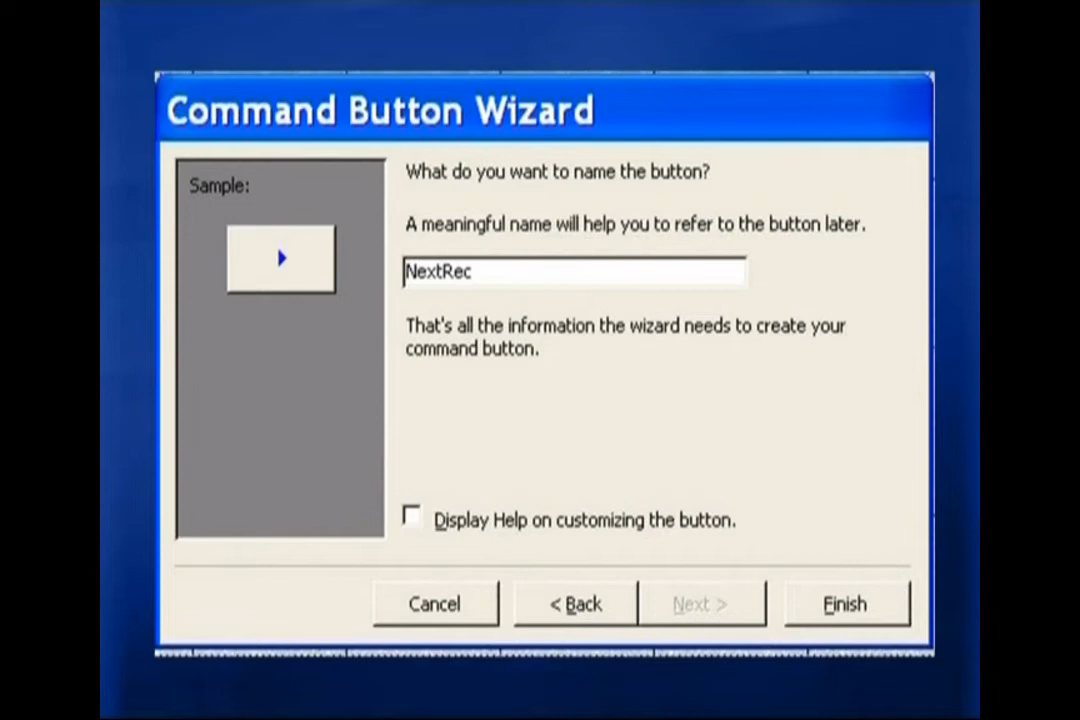 Command Button Wizard
Sample:
What do you want to name the button?
A meaningful name will help you to refer to the button later.
NextRec
That's all the information the wizard needs to create your
command button.
Display Help on customizing the button.
Cancel
< Back
Next >
Finish